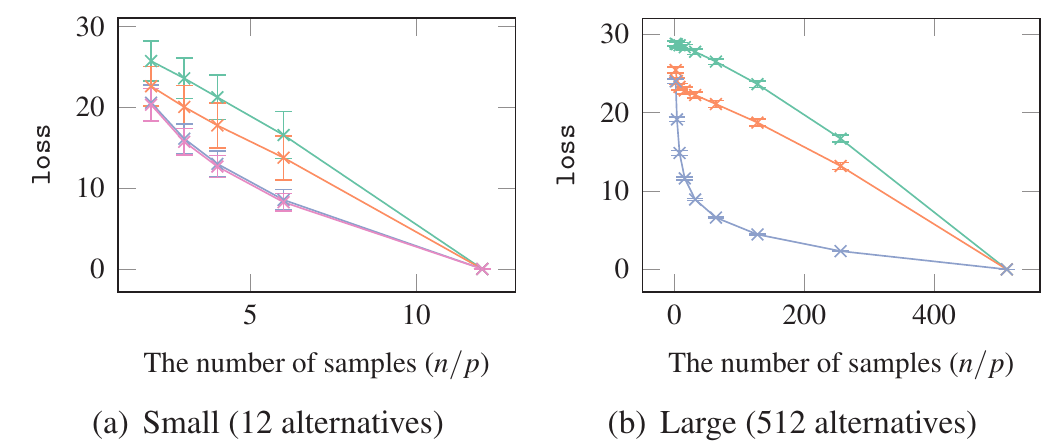 30
20
10
0
loss
5
10
The number of samples (n/p)
(a) Small (12 alternatives)
30
20
10
0
loss
0
200
400
The number of samples (n/p)
(b) Large (512 alternatives)